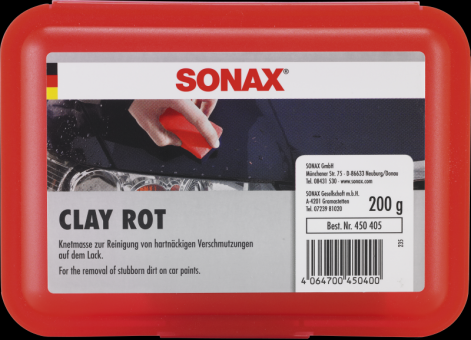 SONAX®
CLAY ROT
Knetmasse zur Reinigung von hartnäckigen Verschmutzungen
auf dem Lack.
For the removal of stubborn dirt on car paints.
SONAX GmbH
Münchener Str. 75 · D-86633 Neuburg/Donau
Tel. 08431 530 · www.sonax.com
SONAX Gesellschaft m.b.H.
A-4201 Gramastetten
Tel. 07239 81020
200 g
Best. Nr. 450 405
235
4 064700 450400